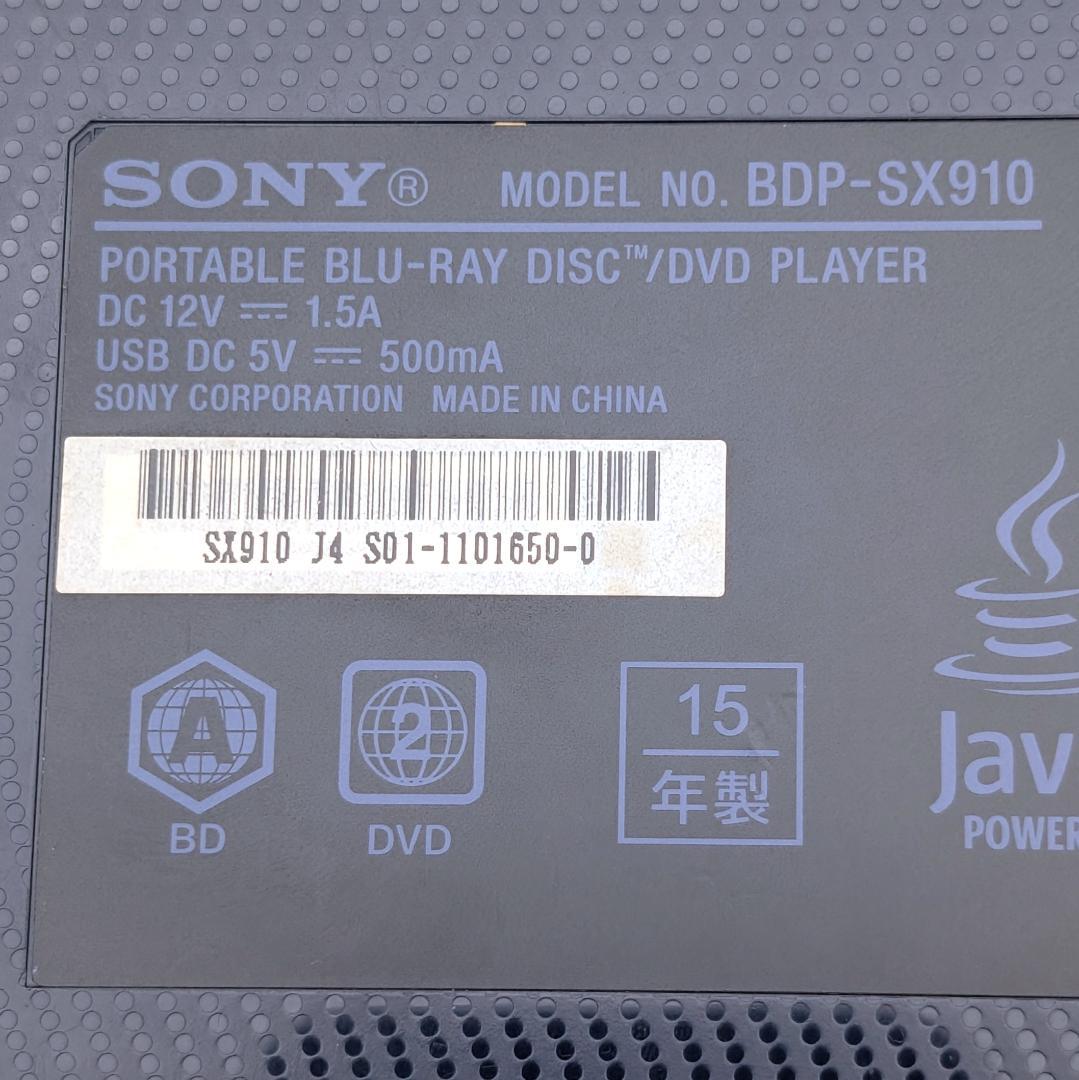 SONY® MODEL NO. BDP-SX910
PORTABLE BLU-RAY DISC™/DVD PLAYER
DC 12V ⎓ 1.5A
USB DC 5V ⎓ 500mA
SONY CORPORATION MADE IN CHINA
SX910 J4 S01-1101650-0
A
BD
2
DVD
15
年製
Jav
POWER